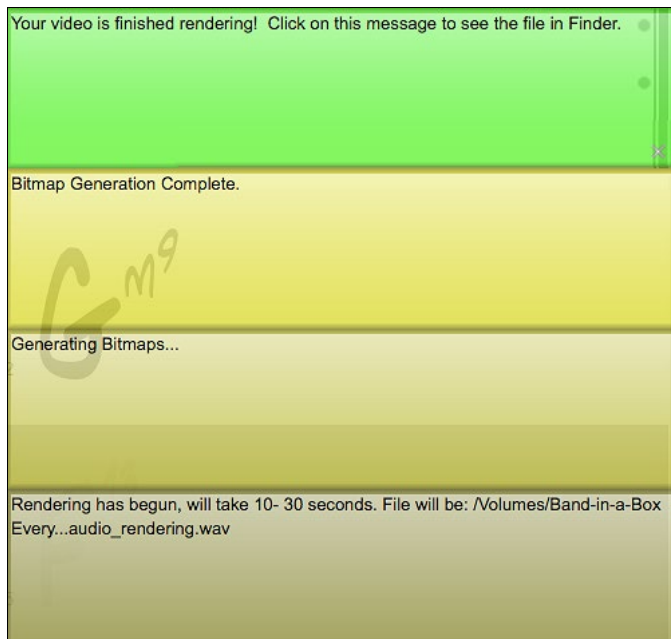 Your video is finished rendering!  Click on this message to see the file in Finder.
Bitmap Generation Complete.
Gm9
Generating Bitmaps...
Rendering has begun, will take 10- 30 seconds. File will be: /Volumes/Band-in-a-Box
Every...audio_rendering.wav